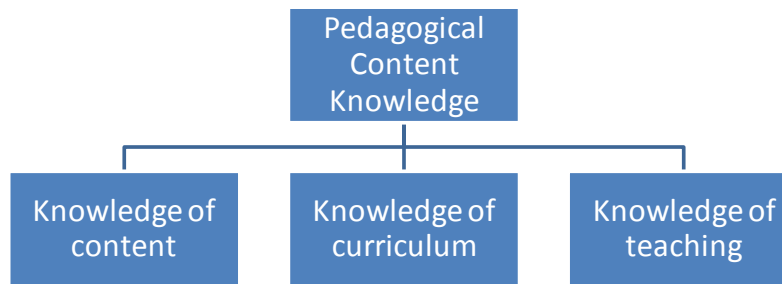 Pedagogical
Content
Knowledge
Knowledge of
content
Knowledge of
curriculum
Knowledge of
teaching